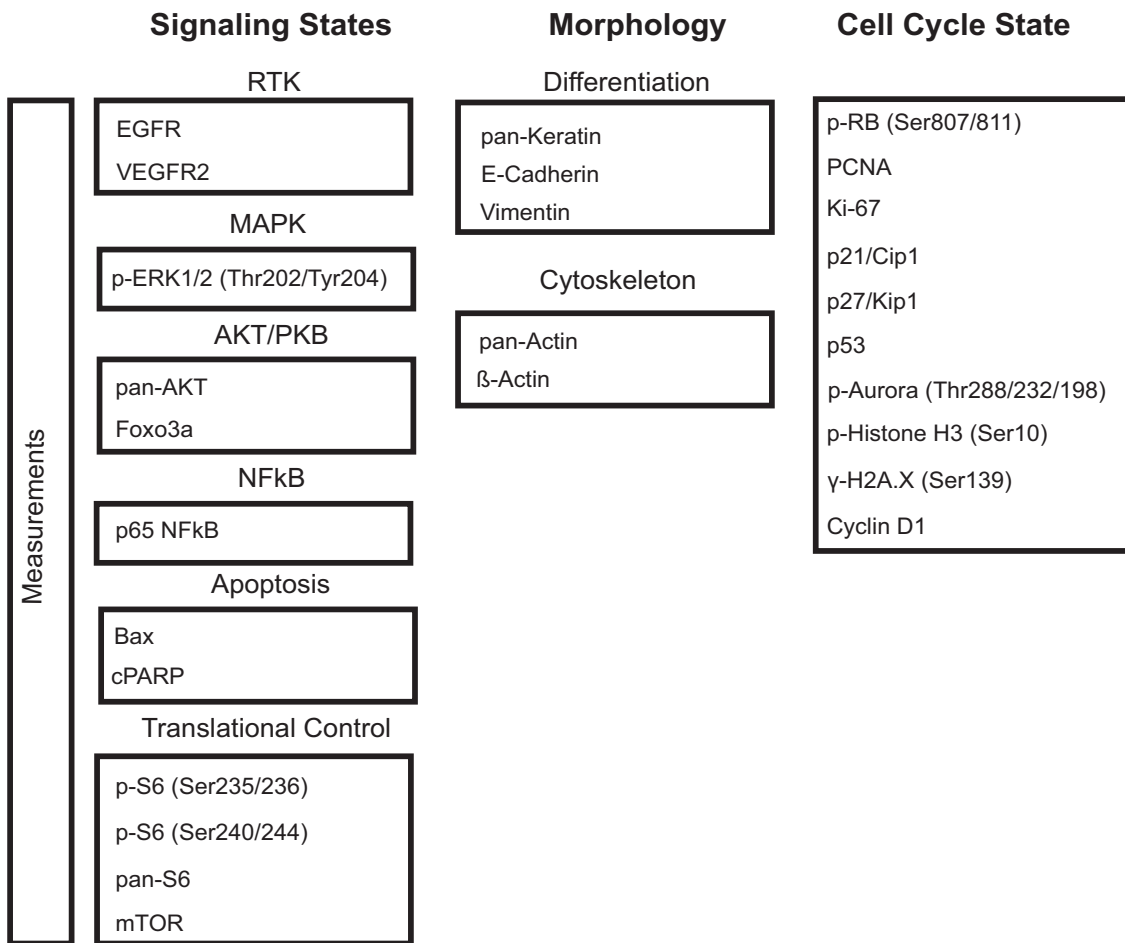 Signaling States
Morphology
Cell Cycle State
Measurements
RTK
EGFR
VEGFR2
MAPK
p-ERK1/2 (Thr202/Tyr204)
AKT/PKB
pan-AKT
Foxo3a
NFkB
p65 NFkB
Apoptosis
Bax
cPARP
Translational Control
p-S6 (Ser235/236)
p-S6 (Ser240/244)
pan-S6
mTOR
Differentiation
pan-Keratin
E-Cadherin
Vimentin
Cytoskeleton
pan-Actin
ß-Actin
p-RB (Ser807/811)
PCNA
Ki-67
p21/Cip1
p27/Kip1
p53
p-Aurora (Thr288/232/198)
p-Histone H3 (Ser10)
γ-H2A.X (Ser139)
Cyclin D1